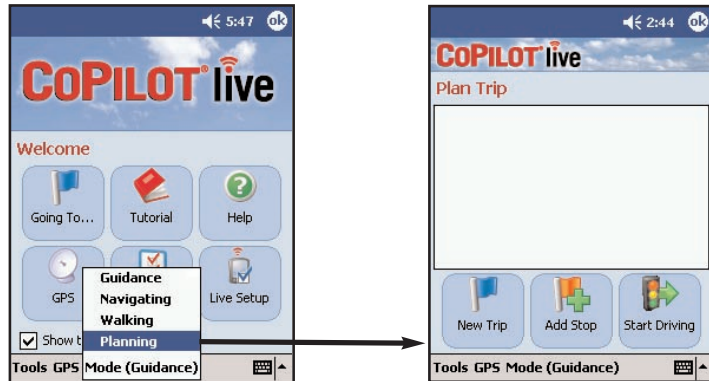 5:47 ok
CoPilot® live
Welcome
Going To...
Tutorial
Help
GPS
Live Setup
Guidance
Navigating
Walking
Planning
Show t
Tools GPS Mode (Guidance)
2:44 ok
CoPilot® live
Plan Trip
New Trip
Add Stop
Start Driving
Tools GPS Mode (Guidance)